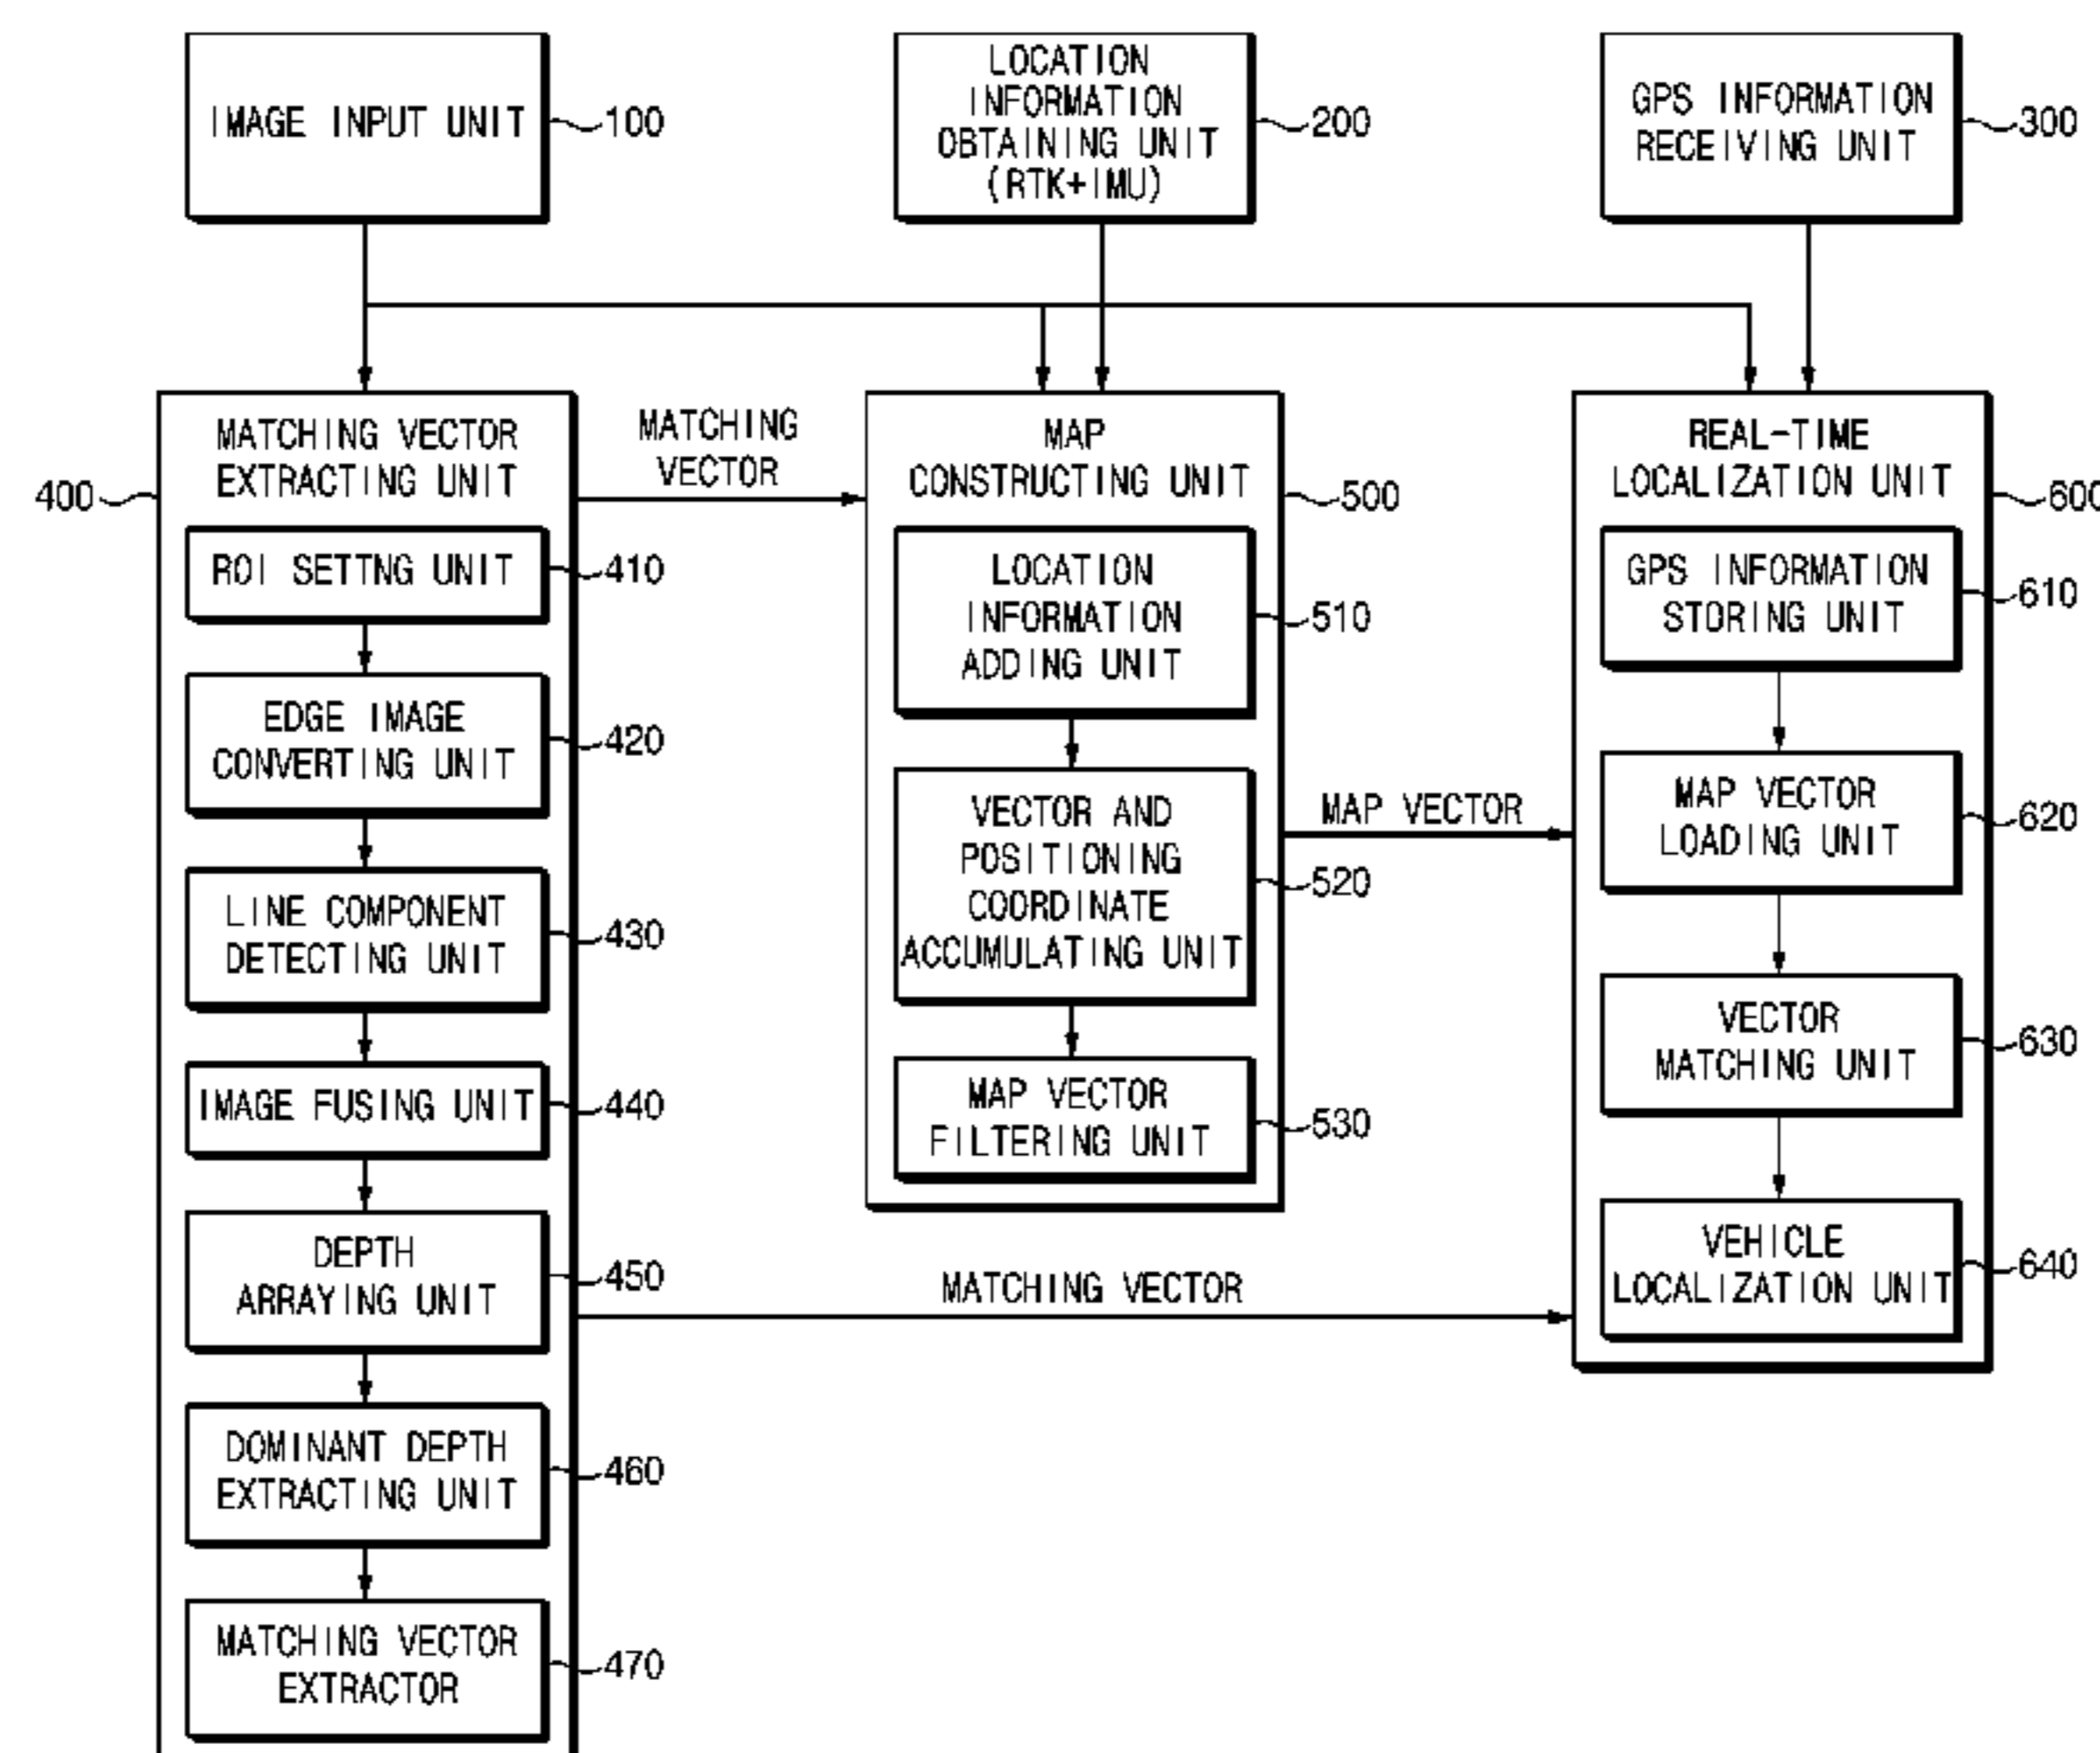 IMAGE INPUT UNIT
100
LOCATION
INFORMATION
OBTAINING UNIT
(RTK+IMU)
200
GPS INFORMATION
RECEIVING UNIT
300
MATCHING VECTOR
EXTRACTING UNIT
400
ROI SETTNG UNIT
410
EDGE IMAGE
CONVERTING UNIT
420
LINE COMPONENT
DETECTING UNIT
430
IMAGE FUSING UNIT
440
DEPTH
ARRAYING UNIT
450
DOMINANT DEPTH
EXTRACTING UNIT
460
MATCHING VECTOR
EXTRACTOR
470
MATCHING
VECTOR
MAP
CONSTRUCTING UNIT
500
LOCATION
INFORMATION
ADDING UNIT
510
VECTOR AND
POSITIONING
COORDINATE
ACCUMULATING UNIT
520
MAP VECTOR
FILTERING UNIT
530
MAP VECTOR
MATCHING VECTOR
REAL-TIME
LOCALIZATION UNIT
600
GPS INFORMATION
STORING UNIT
610
MAP VECTOR
LOADING UNIT
620
VECTOR
MATCHING UNIT
630
VEHICLE
LOCALIZATION UNIT
640